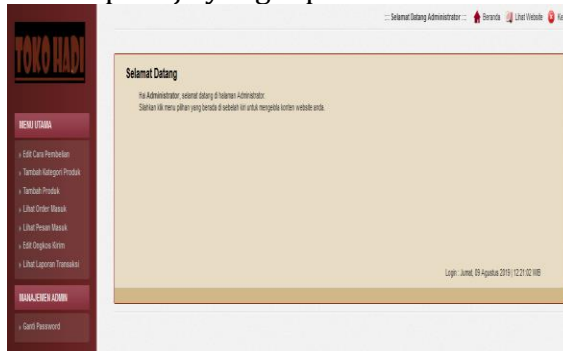 ::: Selamat Datang Administrator :::
Beranda
Lihat Website
TOKO HADI
Selamat Datang
Hai Administrator, selamat datang di halaman Administrator.
Silahkan klik menu pilihan yang berada di sebelah kiri untuk mengelola konten website anda.
MENU UTAMA
» Edit Cara Pembelian
» Tambah Kategori Produk
» Tambah Produk
» Lihat Order Masuk
» Lihat Pesan Masuk
» Edit Ongkos Kirim
» Lihat Laporan Transaksi
Login : Jumat, 09 Agustus 2019 | 12:21:02 WIB
MANAJEMEN ADMIN
» Ganti Password